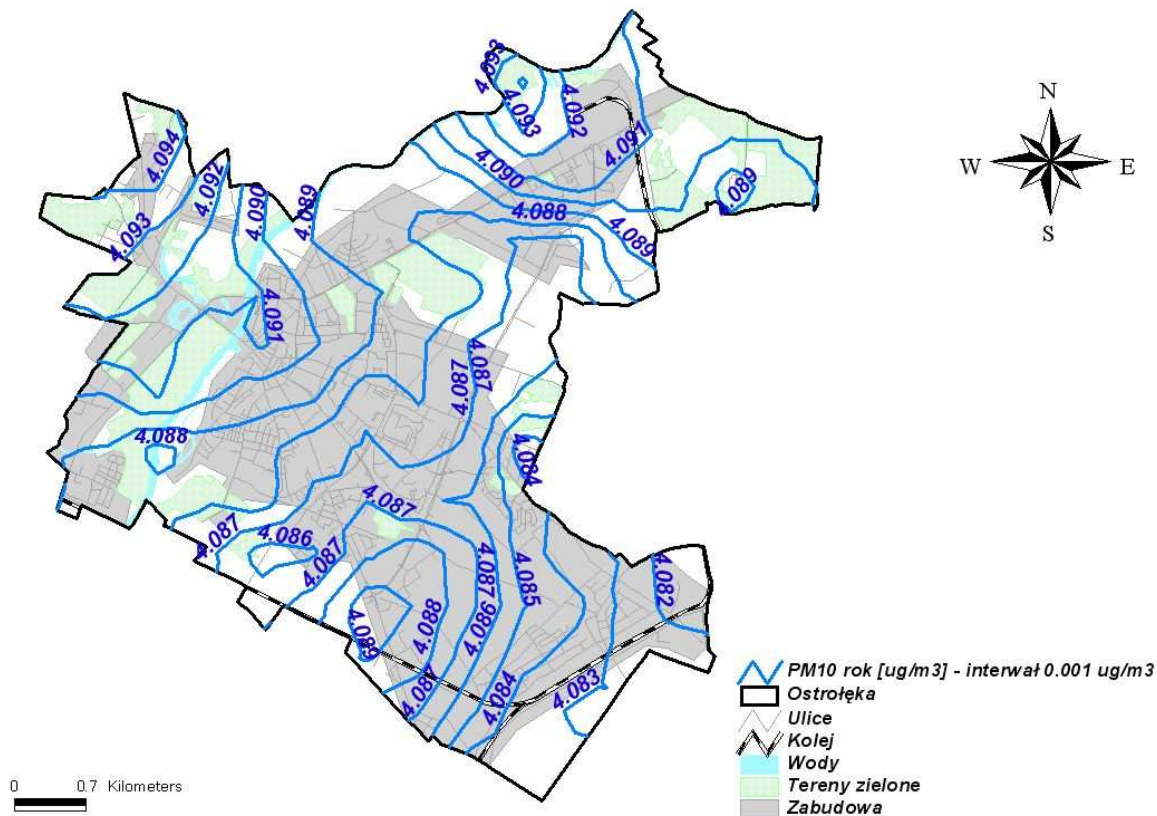 4.093
4.093
4.092
4.091
4.090
4.088
4.089
4.089
4.094
4.092
4.090
4.089
4.093
4.091
4.087
4.087
4.088
4.084
4.087
4.086
4.087
4.087
4.087
4.086
4.085
4.088
4.089
4.087
4.084
4.083
4.082
N
W E
S
PM10 rok [ug/m3] - interwał 0.001 ug/m3
Ostrołęka
Ulice
Kolej
Wody
Tereny zielone
Zabudowa
0 0.7 Kilometers